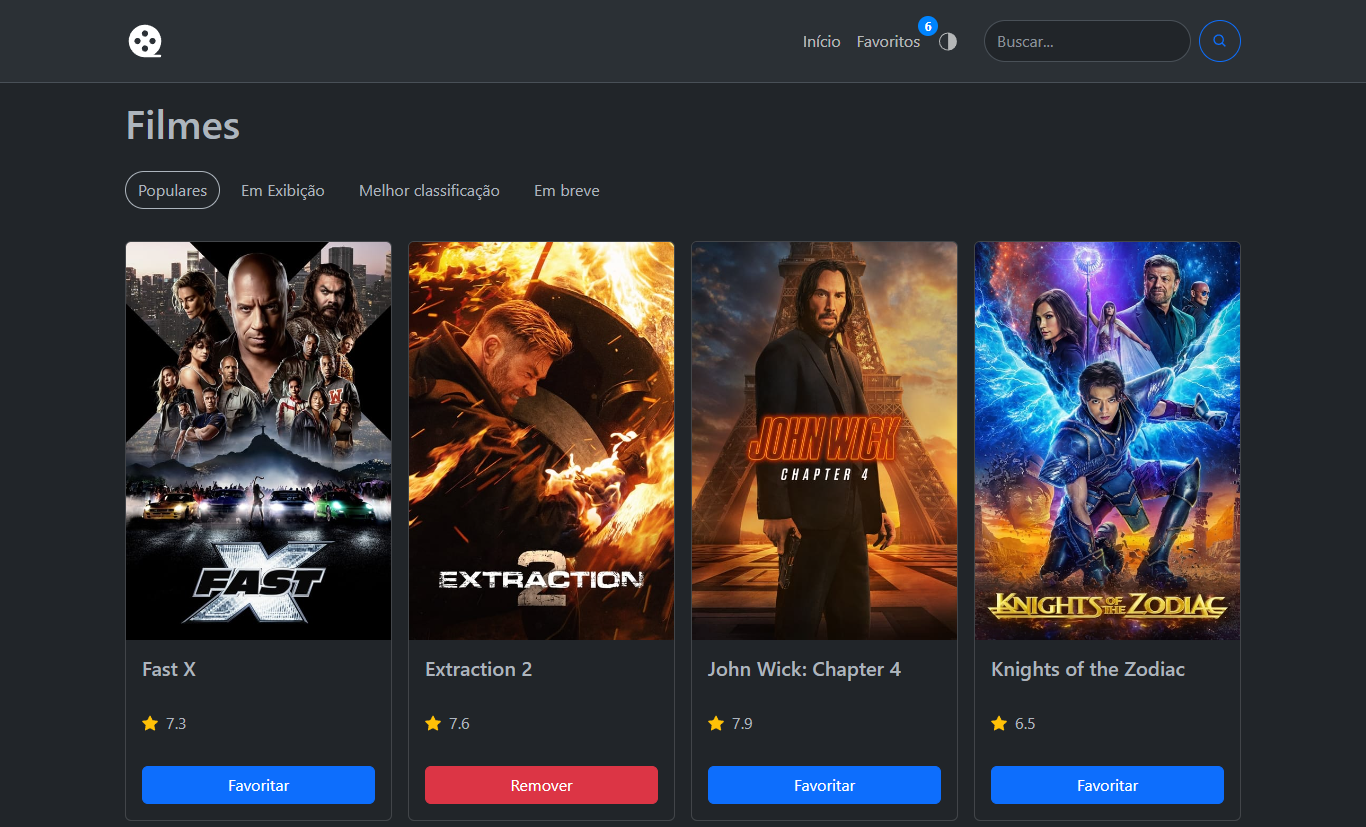 Início Favoritos 6 Buscar...
Filmes
Populares Em Exibição Melhor classificação Em breve
FAST X
EXTRACTION 2
JOHN WICK
CHAPTER 4
KNIGHTS OF THE ZODIAC
Fast X Extraction 2 John Wick: Chapter 4 Knights of the Zodiac
7.3 7.6 7.9 6.5
Favoritar Remover Favoritar Favoritar